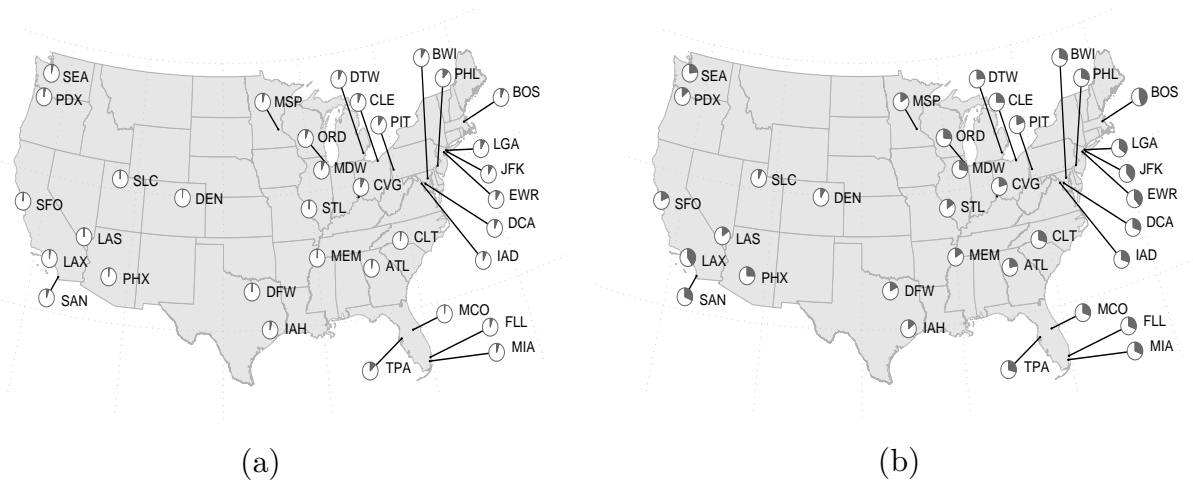 BWI
SEA
DTW
PHL
PDX
MSP
CLE
BOS
PIT
ORD
LGA
MDW
JFK
SLC
CVG
DEN
EWR
SFO
STL
DCA
LAS
CLT
LAX
MEM
IAD
ATL
PHX
SAN
DFW
MCO
IAH
FLL
MIA
TPA
(a)
BWI
SEA
DTW
PHL
PDX
MSP
CLE
BOS
PIT
ORD
LGA
MDW
JFK
SLC
CVG
DEN
EWR
SFO
STL
DCA
LAS
CLT
LAX
MEM
IAD
ATL
PHX
SAN
DFW
MCO
IAH
FLL
MIA
TPA
(b)